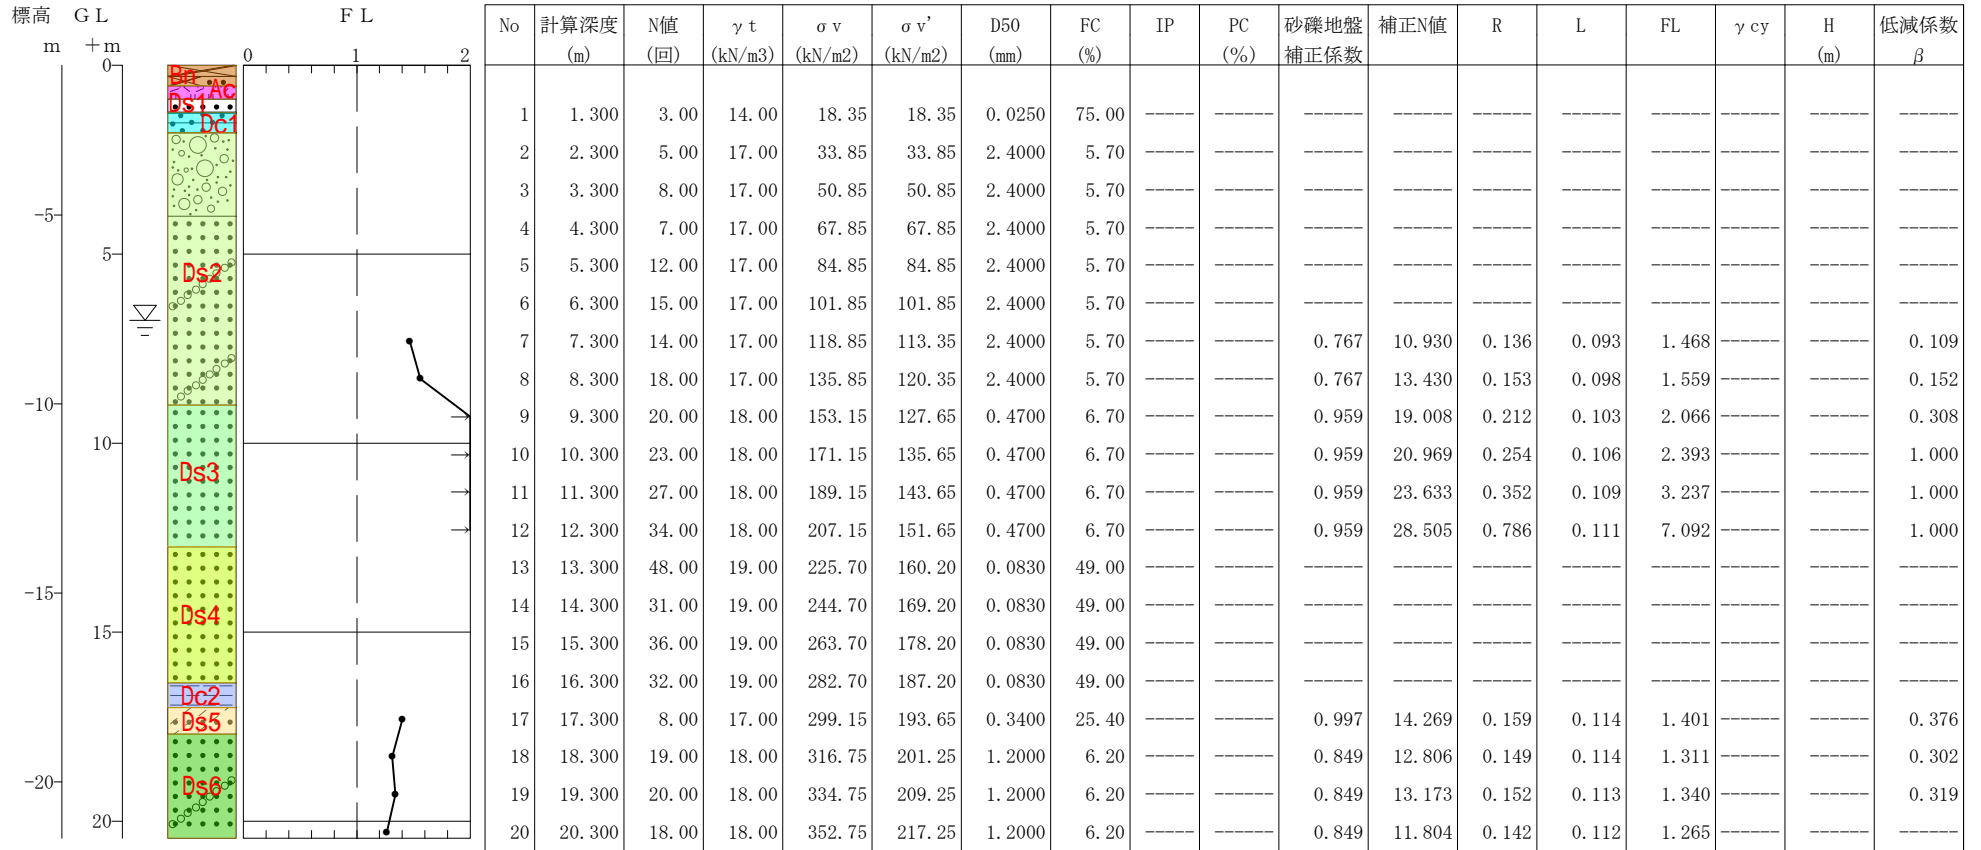 標高 GL FL No 計算深度 N値 γt σv σv' D50 FC IP PC 砂礫地盤 補正N値 R L FL γcy H 低減係数
m +m (m) (回) (kN/m3) (kN/m2) (kN/m2) (mm) (%) (%) 補正係数 (m) β
0 0 1 2
Bn
Ac
Ds1
Dc1
1 1.300 3.00 14.00 18.35 18.35 0.0250 75.00 ----- ------ ------ ------ ----- ----- ----- ----- ----- -----
2 2.300 5.00 17.00 33.85 33.85 2.4000 5.70 ----- ------ ------ ------ ----- ----- ----- ----- ----- -----
3 3.300 8.00 17.00 50.85 50.85 2.4000 5.70 ----- ------ ------ ------ ----- ----- ----- ----- ----- -----
-5
4 4.300 7.00 17.00 67.85 67.85 2.4000 5.70 ----- ------ ------ ------ ----- ----- ----- ----- ----- -----
5
Ds2
5 5.300 12.00 17.00 84.85 84.85 2.4000 5.70 ----- ------ ------ ------ ----- ----- ----- ----- ----- -----
6 6.300 15.00 17.00 101.85 101.85 2.4000 5.70 ----- ------ ------ ------ ----- ----- ----- ----- ----- -----
7 7.300 14.00 17.00 118.85 113.35 2.4000 5.70 ----- ------ 0.767 10.930 0.136 0.093 1.468 ----- ----- 0.109
8 8.300 18.00 17.00 135.85 120.35 2.4000 5.70 ----- ------ 0.767 13.430 0.153 0.098 1.559 ----- ----- 0.152
-10
9 9.300 20.00 18.00 153.15 127.65 0.4700 6.70 ----- ------ 0.959 19.008 0.212 0.103 2.066 ----- ----- 0.308
10
10 10.300 23.00 18.00 171.15 135.65 0.4700 6.70 ----- ------ 0.959 20.969 0.254 0.106 2.393 ----- ----- 1.000
Ds3
11 11.300 27.00 18.00 189.15 143.65 0.4700 6.70 ----- ------ 0.959 23.633 0.352 0.109 3.237 ----- ----- 1.000
12 12.300 34.00 18.00 207.15 151.65 0.4700 6.70 ----- ------ 0.959 28.505 0.786 0.111 7.092 ----- ----- 1.000
13 13.300 48.00 19.00 225.70 160.20 0.0830 49.00 ----- ------ ------ ------ ----- ----- ----- ----- ----- -----
-15
14 14.300 31.00 19.00 244.70 169.20 0.0830 49.00 ----- ------ ------ ------ ----- ----- ----- ----- ----- -----
Ds4
15
15 15.300 36.00 19.00 263.70 178.20 0.0830 49.00 ----- ------ ------ ------ ----- ----- ----- ----- ----- -----
16 16.300 32.00 19.00 282.70 187.20 0.0830 49.00 ----- ------ ------ ------ ----- ----- ----- ----- ----- -----
Dc2
Ds5
17 17.300 8.00 17.00 299.15 193.65 0.3400 25.40 ----- ------ 0.997 14.269 0.159 0.114 1.401 ----- ----- 0.376
18 18.300 19.00 18.00 316.75 201.25 1.2000 6.20 ----- ------ 0.849 12.806 0.149 0.114 1.311 ----- ----- 0.302
-20
Ds6
19 19.300 20.00 18.00 334.75 209.25 1.2000 6.20 ----- ------ 0.849 13.173 0.152 0.113 1.340 ----- ----- 0.319
20
20 20.300 18.00 18.00 352.75 217.25 1.2000 6.20 ----- ------ 0.849 11.804 0.142 0.112 1.265 ----- ----- -----